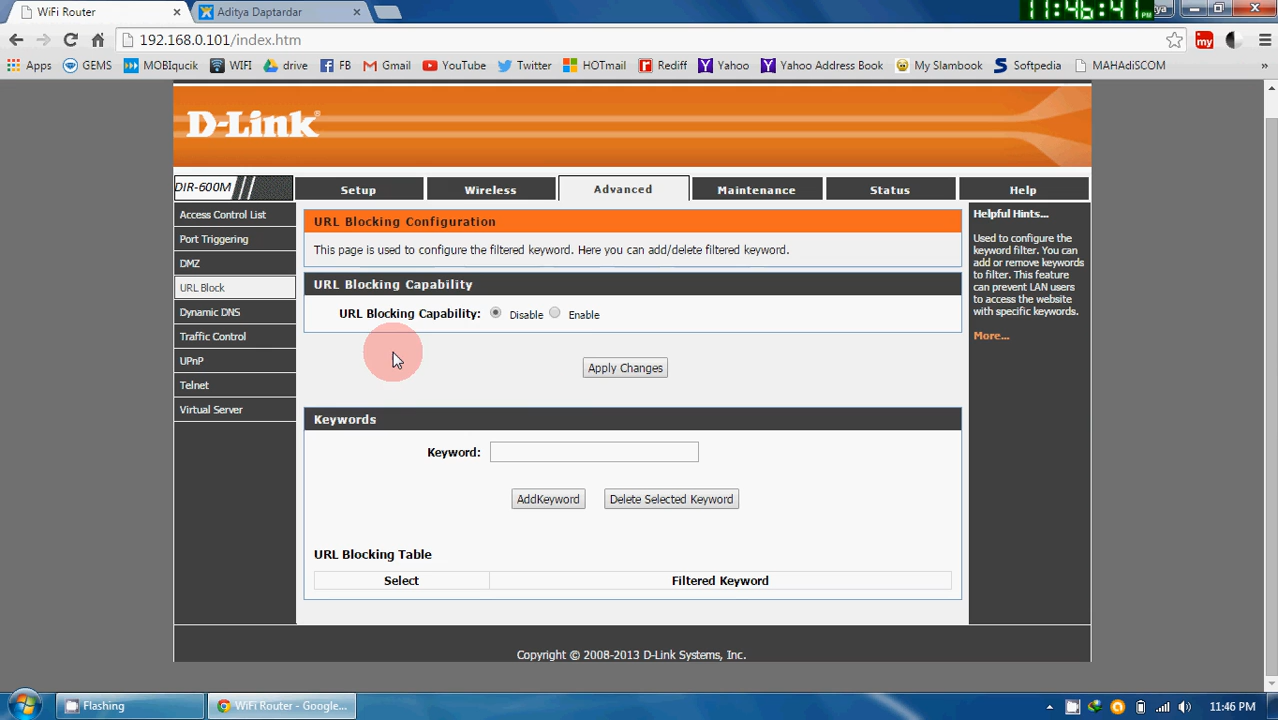 WiFi Router
Aditya Daptardar
11:46:41 PM
192.168.0.101/index.htm
Apps GEMS MOBIqucik WIFI drive FB Gmail YouTube Twitter HOTmail Rediff Yahoo Yahoo Address Book My Slambook Softpedia MAHAdiSCOM »
my
D-Link®
DIR-600M
Setup Wireless Advanced Maintenance Status Help
Access Control List
Port Triggering
DMZ
URL Block
Dynamic DNS
Traffic Control
UPnP
Telnet
Virtual Server
URL Blocking Configuration
This page is used to configure the filtered keyword. Here you can add/delete filtered keyword.
URL Blocking Capability
URL Blocking Capability: Disable Enable
Apply Changes
Keywords
Keyword:
AddKeyword Delete Selected Keyword
URL Blocking Table
Select Filtered Keyword
Helpful Hints...
Used to configure the
keyword filter. You can
add or remove keywords
to filter. This feature
can prevent LAN users
to access the website
with specific keywords.
More...
Copyright © 2008-2013 D-Link Systems, Inc.
Flashing
WiFi Router - Google...
11:46 PM